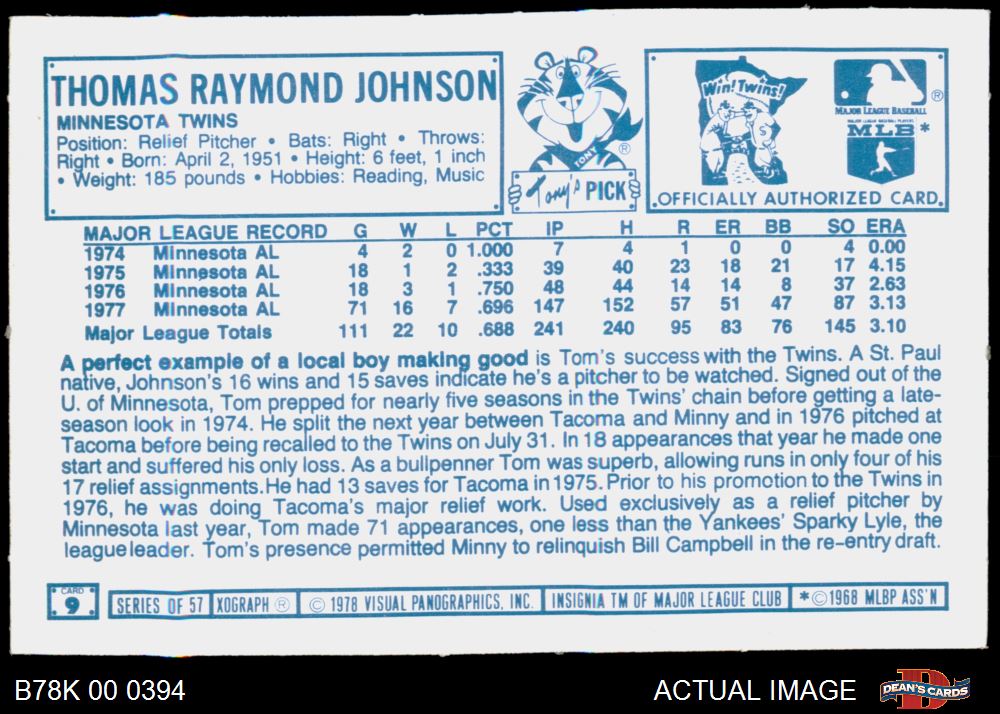 THOMAS RAYMOND JOHNSON
MINNESOTA TWINS
Position: Relief Pitcher • Bats: Right • Throws:
Right • Born: April 2, 1951 • Height: 6 feet, 1 inch
• Weight: 185 pounds • Hobbies: Reading, Music
TONY
®
Tony's PICK
Win! Twins!
®
MAJOR LEAGUE BASEBALL
MAJOR LEAGUE BASEBALL PLAYERS
MLB *
OFFICIALLY AUTHORIZED CARD
MAJOR LEAGUE RECORD G W L PCT IP H R ER BB SO ERA
1974 Minnesota AL 4 2 0 1.000 7 4 1 0 0 4 0.00
1975 Minnesota AL 18 1 2 .333 39 40 23 18 21 17 4.15
1976 Minnesota AL 18 3 1 .750 48 44 14 14 8 37 2.63
1977 Minnesota AL 71 16 7 .696 147 152 57 51 47 87 3.13
Major League Totals 111 22 10 .688 241 240 95 83 76 145 3.10
A perfect example of a local boy making good is Tom's success with the Twins. A St. Paul
native, Johnson's 16 wins and 15 saves indicate he's a pitcher to be watched. Signed out of the
U. of Minnesota, Tom prepped for nearly five seasons in the Twins' chain before getting a late-
season look in 1974. He split the next year between Tacoma and Minny and in 1976 pitched at
Tacoma before being recalled to the Twins on July 31. In 18 appearances that year he made one
start and suffered his only loss. As a bullpenner Tom was superb, allowing runs in only four of his
17 relief assignments. He had 13 saves for Tacoma in 1975. Prior to his promotion to the Twins in
1976, he was doing Tacoma's major relief work. Used exclusively as a relief pitcher by
Minnesota last year, Tom made 71 appearances, one less than the Yankees' Sparky Lyle, the
league leader. Tom's presence permitted Minny to relinquish Bill Campbell in the re-entry draft.
CARD
9
SERIES OF 57 XOGRAPH ® © 1978 VISUAL PANOGRAPHICS, INC. INSIGNIA TM OF MAJOR LEAGUE CLUB *©1968 MLBP ASS'N
B78K 00 0394
ACTUAL IMAGE
D
DEAN'S CARDS